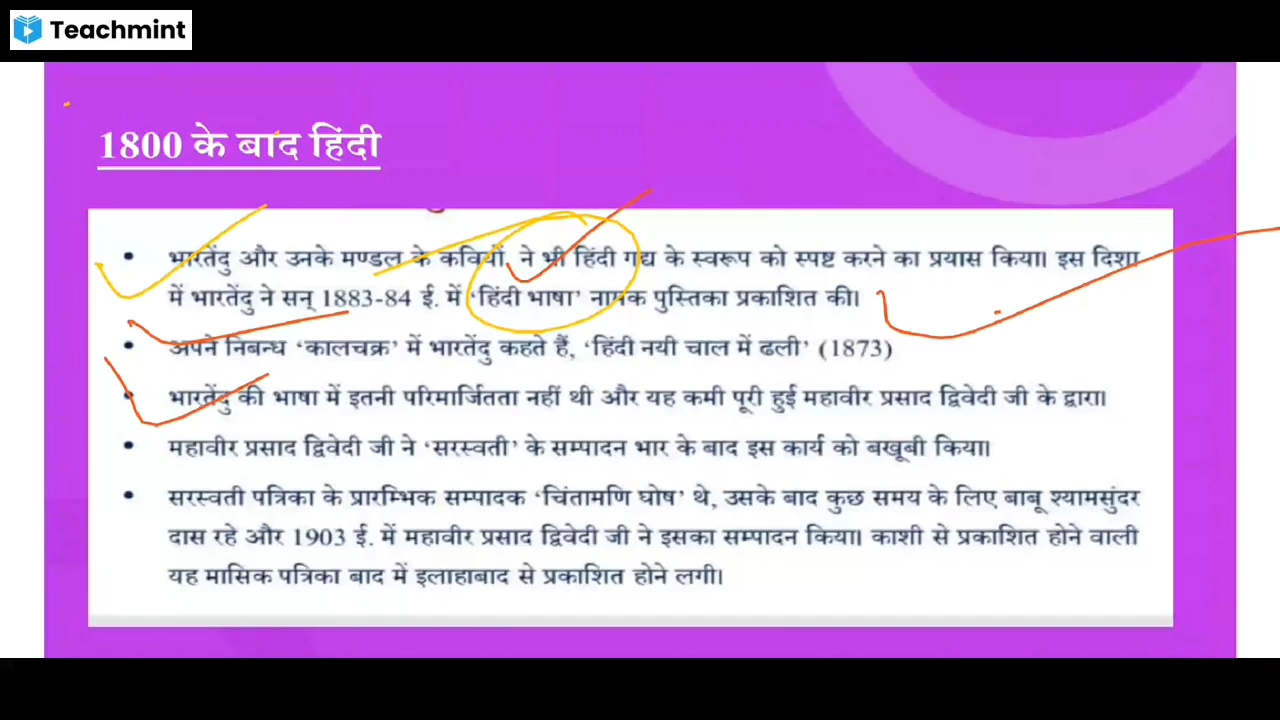 Teachmint
1800 के बाद हिंदी
• भारतेंदु और उनके मण्डल के कवियों, ने भी हिंदी गद्य के स्वरूप को स्पष्ट करने का प्रयास किया। इस दिशा
में भारतेंदु ने सन् 1883-84 ई. में ‘हिंदी भाषा’ नामक पुस्तिका प्रकाशित की।
• अपने निबन्ध ‘कालचक्र’ में भारतेंदु कहते हैं, ‘हिंदी नयी चाल में ढली’ (1873)
• भारतेंदु की भाषा में इतनी परिमार्जितता नहीं थी और यह कमी पूरी हुई महावीर प्रसाद द्विवेदी जी के द्वारा।
• महावीर प्रसाद द्विवेदी जी ने ‘सरस्वती’ के सम्पादन भार के बाद इस कार्य को बखूबी किया।
• सरस्वती पत्रिका के प्रारम्भिक सम्पादक ‘चिंतामणि घोष’ थे, उसके बाद कुछ समय के लिए बाबू श्यामसुंदर
दास रहे और 1903 ई. में महावीर प्रसाद द्विवेदी जी ने इसका सम्पादन किया। काशी से प्रकाशित होने वाली
यह मासिक पत्रिका बाद में इलाहाबाद से प्रकाशित होने लगी।